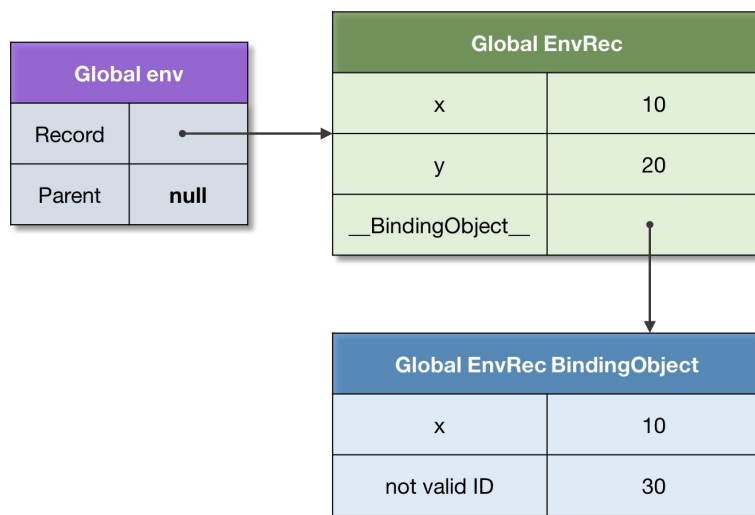 Global env
Record
Parent null
Global EnvRec
x 10
y 20
__BindingObject__
Global EnvRec BindingObject
x 10
not valid ID 30